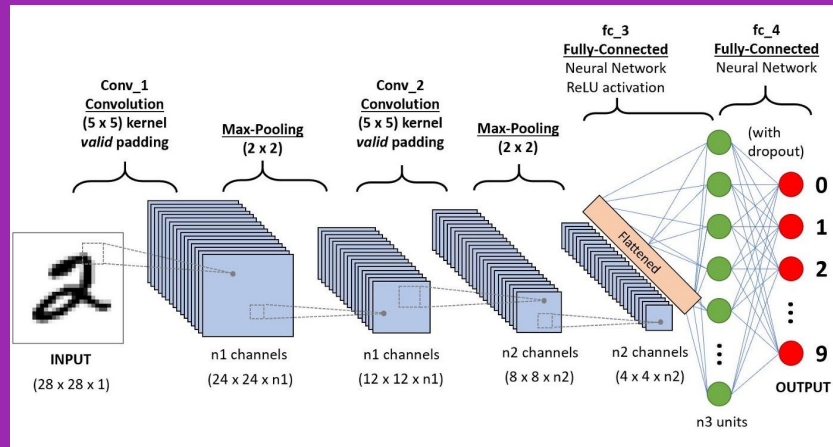 fc_3
Fully-Connected
Neural Network
ReLU activation
fc_4
Fully-Connected
Neural Network
Conv_1
Convolution
(5 x 5) kernel
valid padding
Max-Pooling
(2 x 2)
Conv_2
Convolution
(5 x 5) kernel
valid padding
Max-Pooling
(2 x 2)
(with
dropout)
Flattened
0
1
2
9
2
INPUT
(28 x 28 x 1)
n1 channels
(24 x 24 x n1)
n1 channels
(12 x 12 x n1)
n2 channels
(8 x 8 x n2)
n2 channels
(4 x 4 x n2)
n3 units
OUTPUT